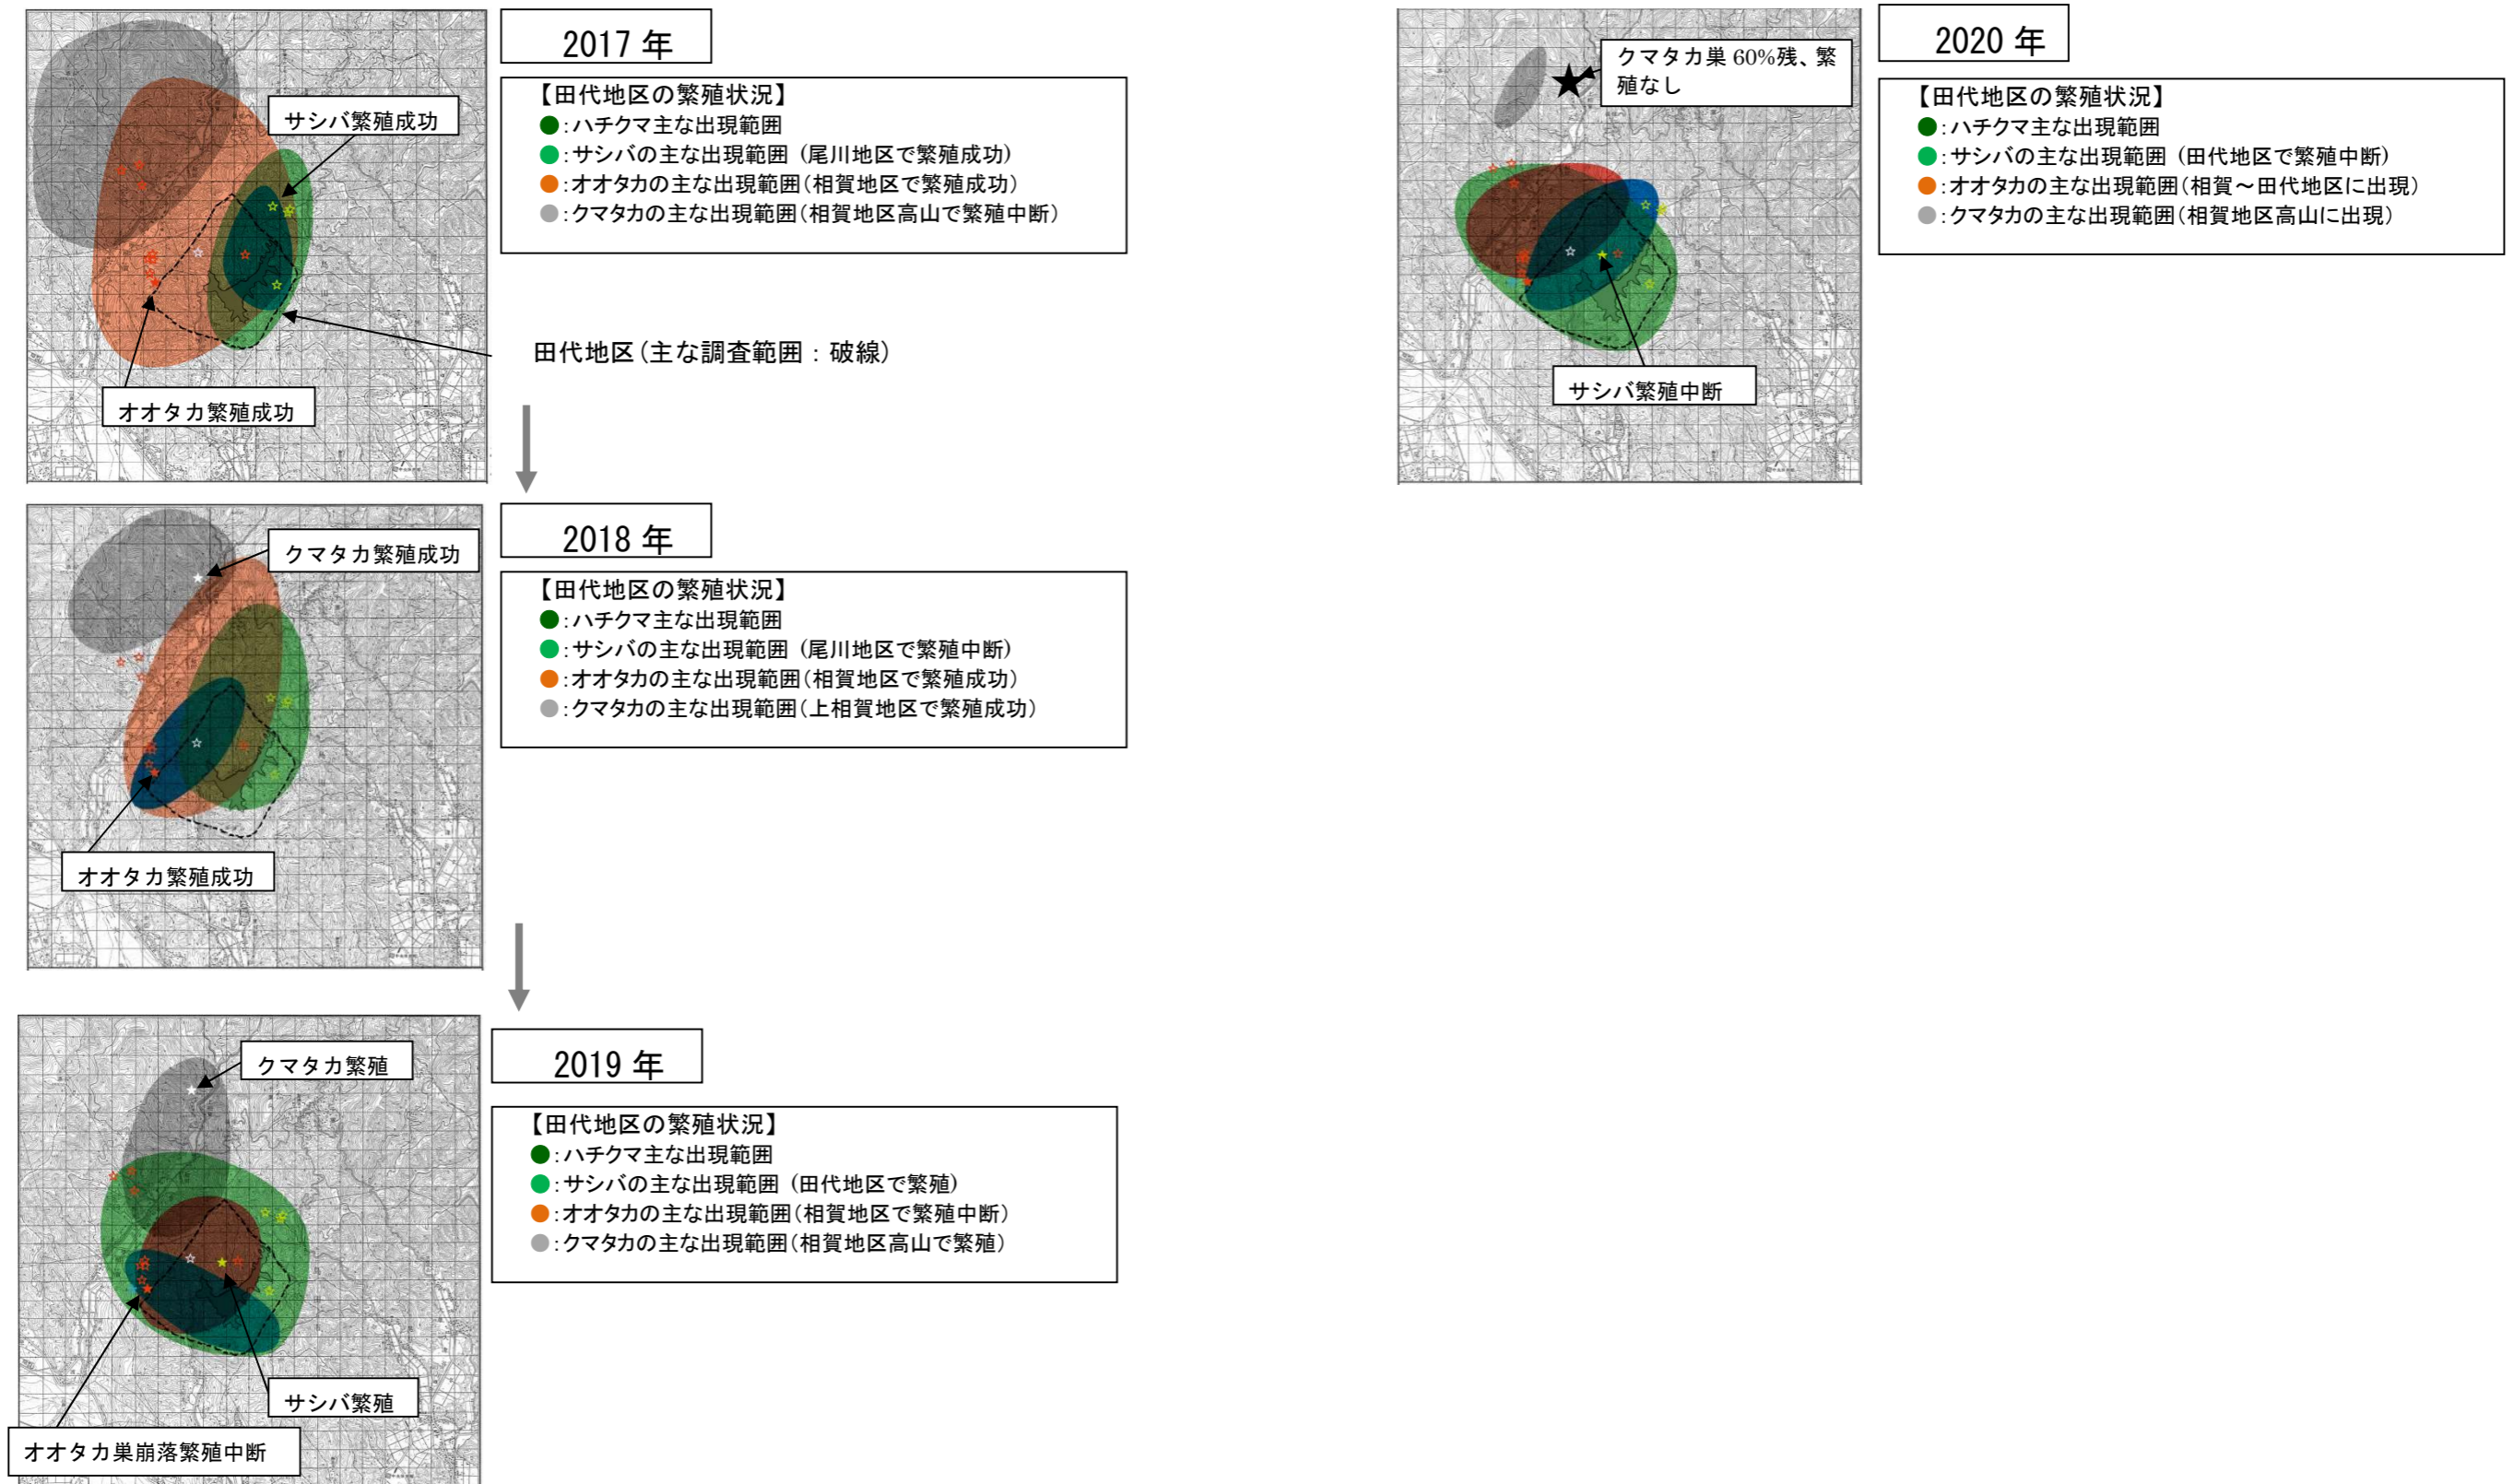 2017 年
【田代地区の繁殖状況】
●：ハチクマ主な出現範囲
●：サシバの主な出現範囲（尾川地区で繁殖成功）
●：オオタカの主な出現範囲（相賀地区で繁殖成功）
●：クマタカの主な出現範囲（相賀地区高山で繁殖中断）
サシバ繁殖成功
オオタカ繁殖成功
田代地区（主な調査範囲：破線）
2018 年
【田代地区の繁殖状況】
●：ハチクマ主な出現範囲
●：サシバの主な出現範囲（尾川地区で繁殖中断）
●：オオタカの主な出現範囲（相賀地区で繁殖成功）
●：クマタカの主な出現範囲（上相賀地区で繁殖成功）
クマタカ繁殖成功
オオタカ繁殖成功
2019 年
【田代地区の繁殖状況】
●：ハチクマ主な出現範囲
●：サシバの主な出現範囲（田代地区で繁殖）
●：オオタカの主な出現範囲（相賀地区で繁殖中断）
●：クマタカの主な出現範囲（相賀地区高山で繁殖）
クマタカ繁殖
サシバ繁殖
オオタカ巣崩落繁殖中断
2020 年
【田代地区の繁殖状況】
●：ハチクマ主な出現範囲
●：サシバの主な出現範囲（田代地区で繁殖中断）
●：オオタカの主な出現範囲（相賀～田代地区に出現）
●：クマタカの主な出現範囲（相賀地区高山に出現）
クマタカ巣 60%残、繁
殖なし
サシバ繁殖中断